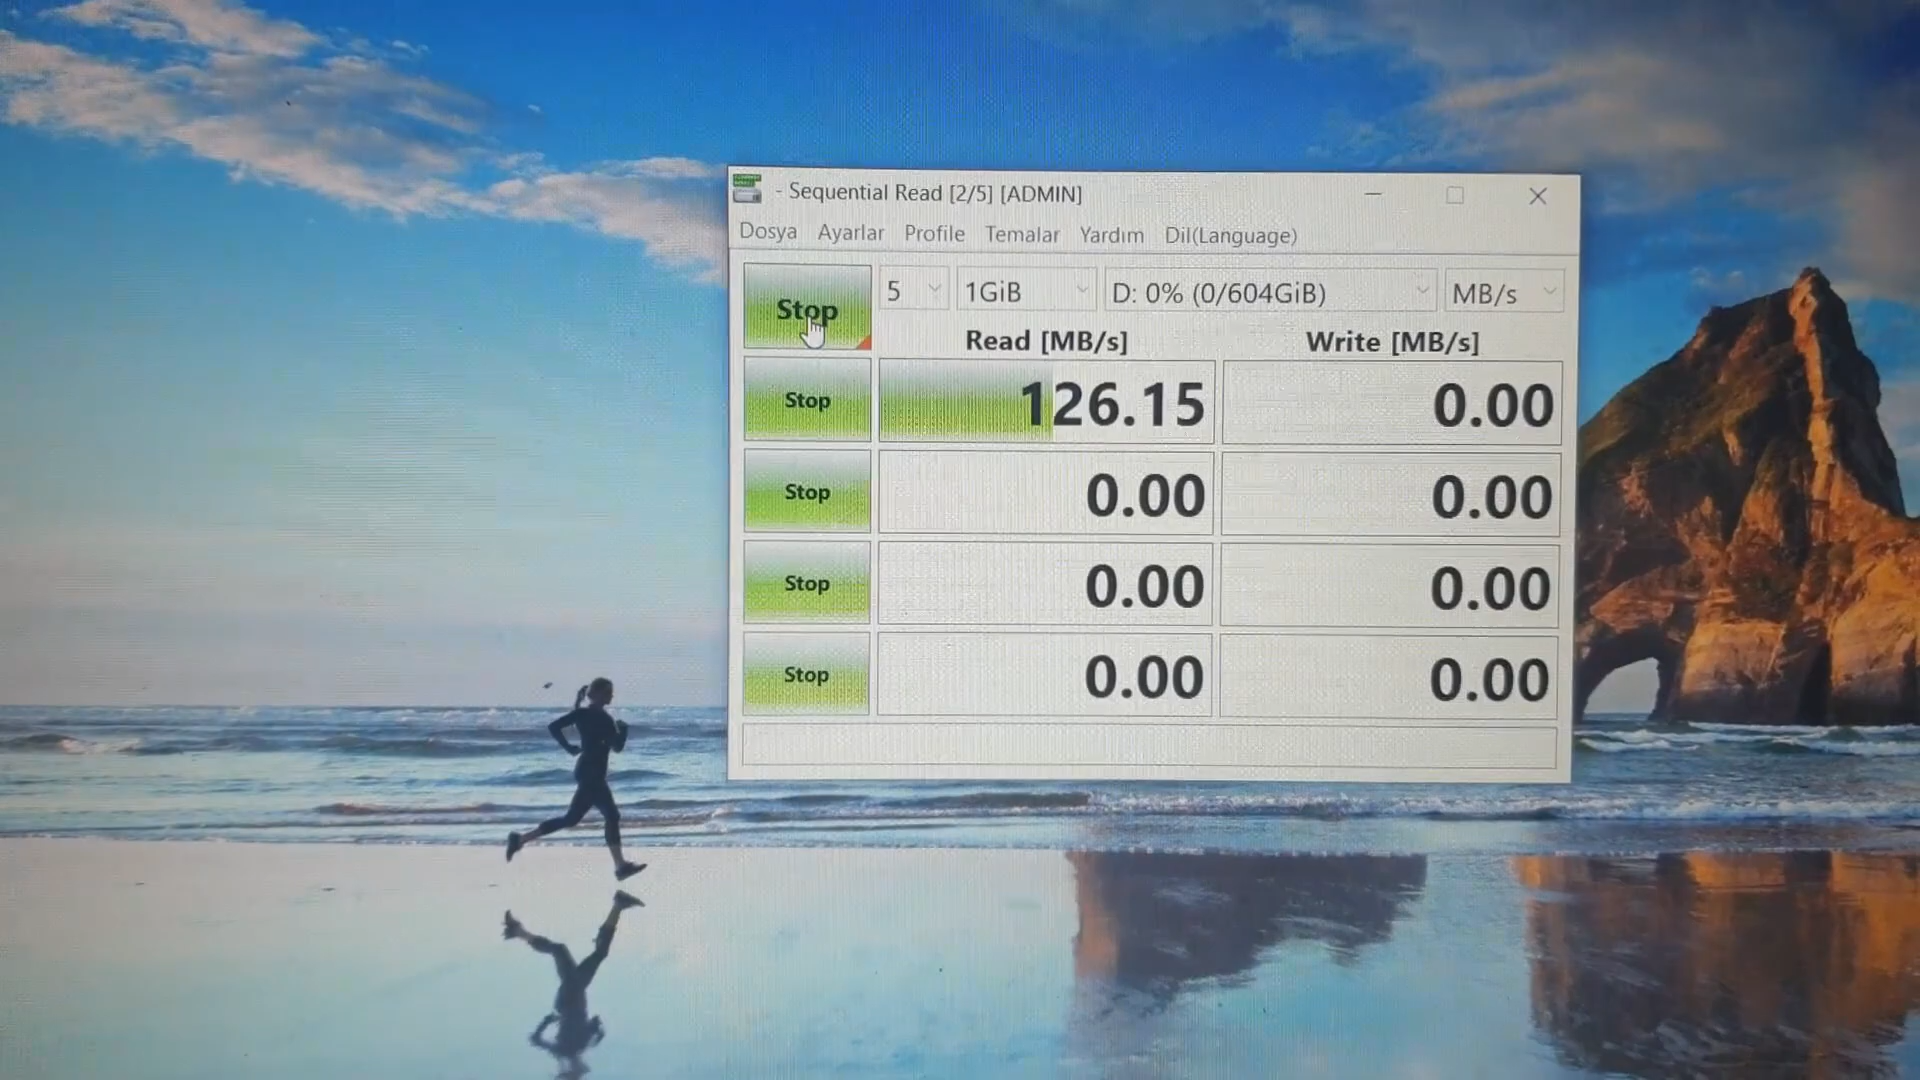 - Sequential Read [2/5] [ADMIN]
Dosya Ayarlar Profile Temalar Yardım Dil(Language)
Stop 5 1GiB D: 0% (0/604GiB) MB/s
Read [MB/s] Write [MB/s]
Stop 126.15 0.00
Stop 0.00 0.00
Stop 0.00 0.00
Stop 0.00 0.00